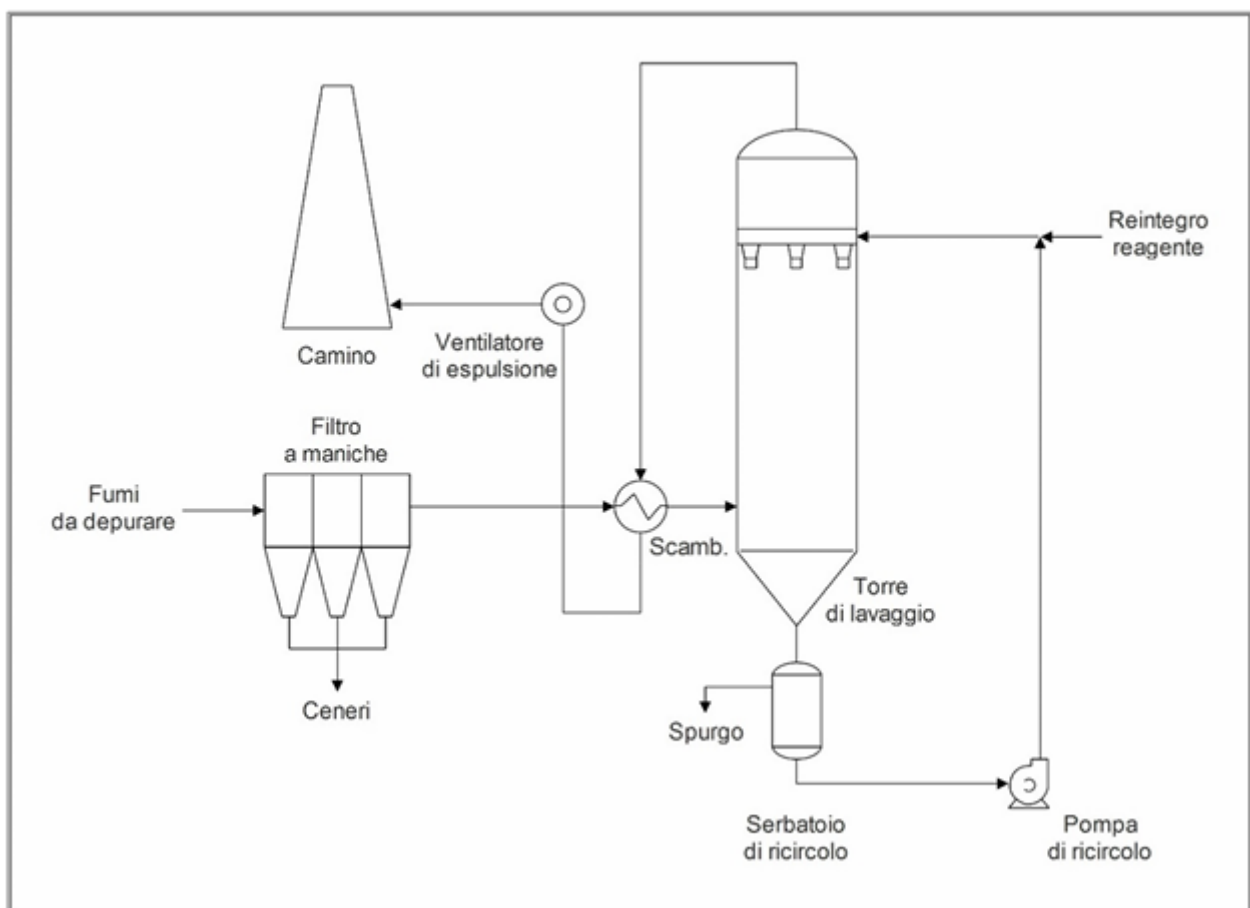 Reintegro
reagente
Camino
Ventilatore
di espulsione
Filtro
a maniche
Fumi
da depurare
Scamb.
Torre
di lavaggio
Ceneri
Spurgo
Serbatoio
di ricircolo
Pompa
di ricircolo